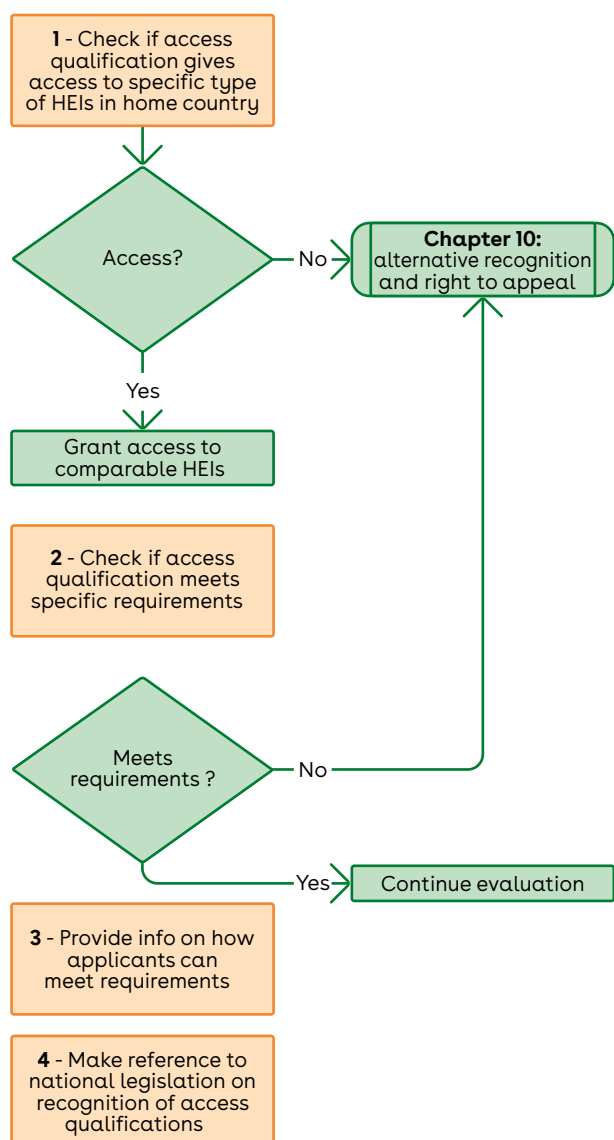 1 - Check if access
qualification gives
access to specific type
of HEIs in home country
Access?
No
Chapter 10:
alternative recognition
and right to appeal
Yes
Grant access to
comparable HEIs
2 - Check if access
qualification meets
specific requirements
Meets
requirements ?
No
Yes
Continue evaluation
3 - Provide info on how
applicants can
meet requirements
4 - Make reference to
national legislation on
recognition of access
qualifications